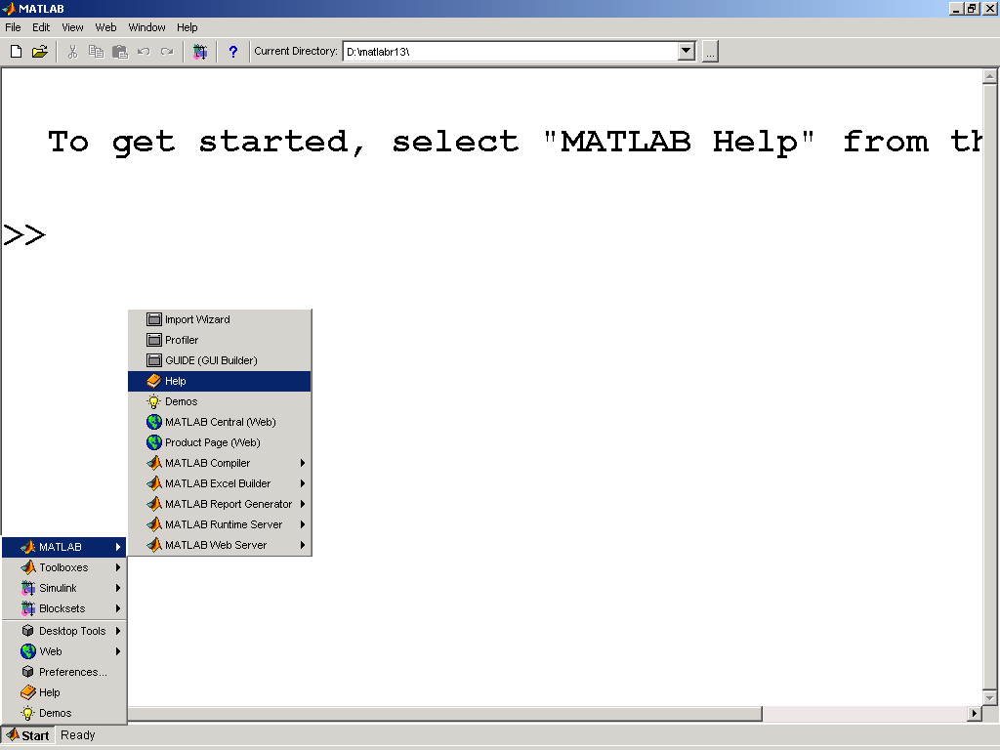 MATLAB
File Edit View Web Window Help
? Current Directory: D:\matlabr13\ ...
To get started, select "MATLAB Help" from th
>>
Import Wizard
Profiler
GUIDE (GUI Builder)
Help
Demos
MATLAB Central (Web)
Product Page (Web)
MATLAB Compiler
MATLAB Excel Builder
MATLAB Report Generator
MATLAB Runtime Server
MATLAB Web Server
MATLAB
Toolboxes
Simulink
Blocksets
Desktop Tools
Web
Preferences...
Help
Demos
Start Ready